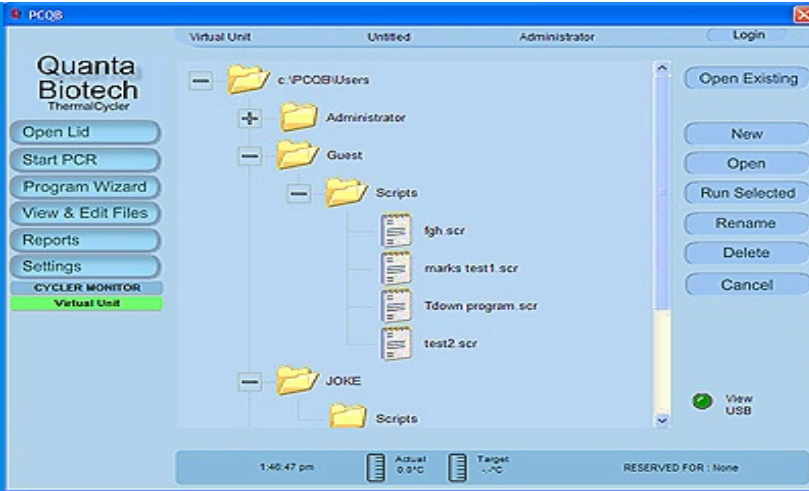 PCQB
Virtual Unit Untitled Administrator Login
Quanta
Biotech
ThermalCycler
Open Lid
Start PCR
Program Wizard
View & Edit Files
Reports
Settings
CYCLER MONITOR
Virtual Unit
c:\PCQB\Users
Administrator
Guest
Scripts
fgh.scr
marks test1.scr
Tdown program.scr
test2.scr
JOKE
Scripts
Open Existing
New
Open
Run Selected
Rename
Delete
Cancel
View
USB
1:46:47 pm
Actual
0.0°C
Target
-.-°C
RESERVED FOR : None